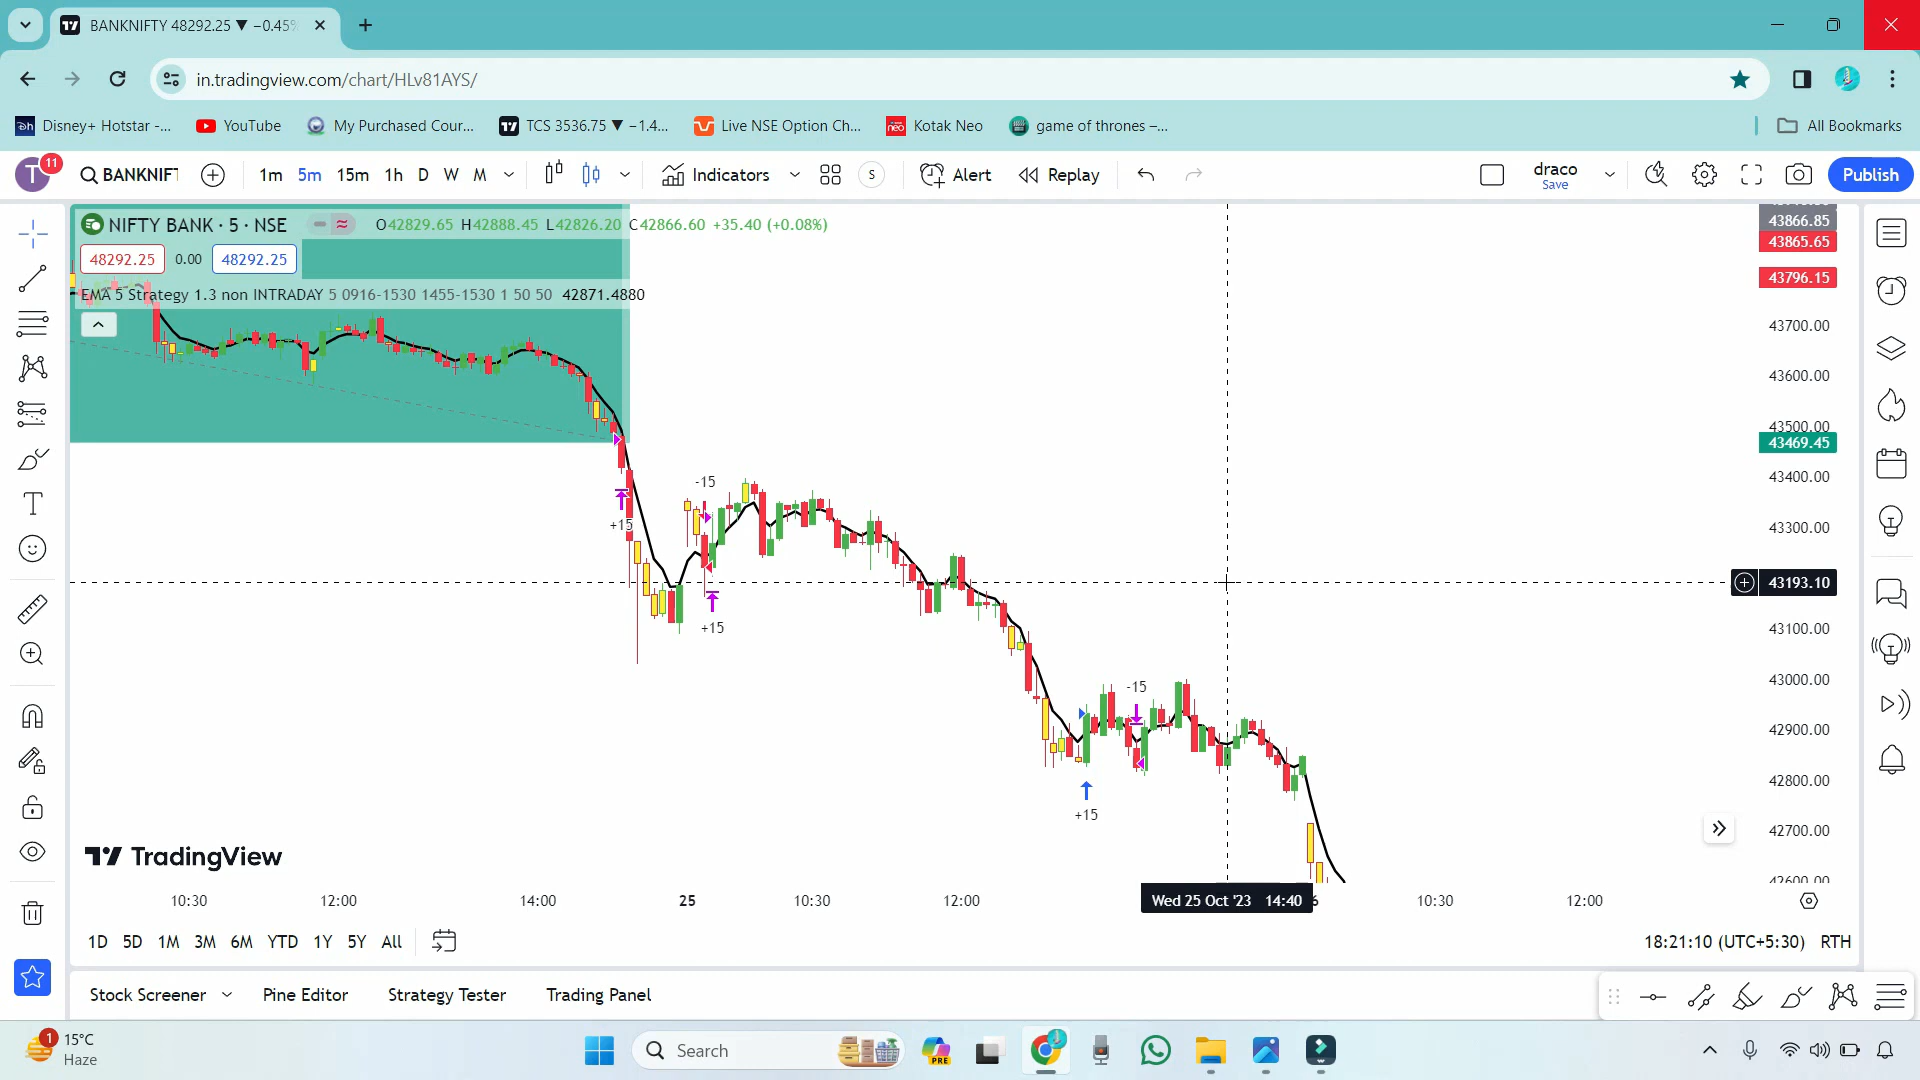 BANKNIFTY 48292.25 ▼ −0.45%
in.tradingview.com/chart/HLv81AYS/
Disney+ Hotstar -... YouTube My Purchased Cour... TCS 3536.75 ▼ −1.4... Live NSE Option Ch... Kotak Neo game of thrones –... All Bookmarks
T 11 BANKNIFT 1m 5m 15m 1h D W M Indicators S Alert Replay draco Save Publish
NIFTY BANK · 5 · NSE O42829.65 H42888.45 L42826.20 C42866.60 +35.40 (+0.08%)
48292.25 0.00 48292.25
EMA 5 Strategy 1.3 non INTRADAY 5 0916-1530 1455-1530 1 50 50 42871.4880
43866.85
43865.65
43796.15
43700.00
43600.00
43500.00
43469.45
43400.00
43300.00
43193.10
43100.00
43000.00
42900.00
42800.00
42700.00
42600.00
-15
+15
+15
-15
+15
TradingView
10:30 12:00 14:00 25 10:30 12:00 Wed 25 Oct '23 14:40 10:30 12:00
1D 5D 1M 3M 6M YTD 1Y 5Y All 18:21:10 (UTC+5:30) RTH
Stock Screener Pine Editor Strategy Tester Trading Panel
1 15°C
Haze
Search
PRE